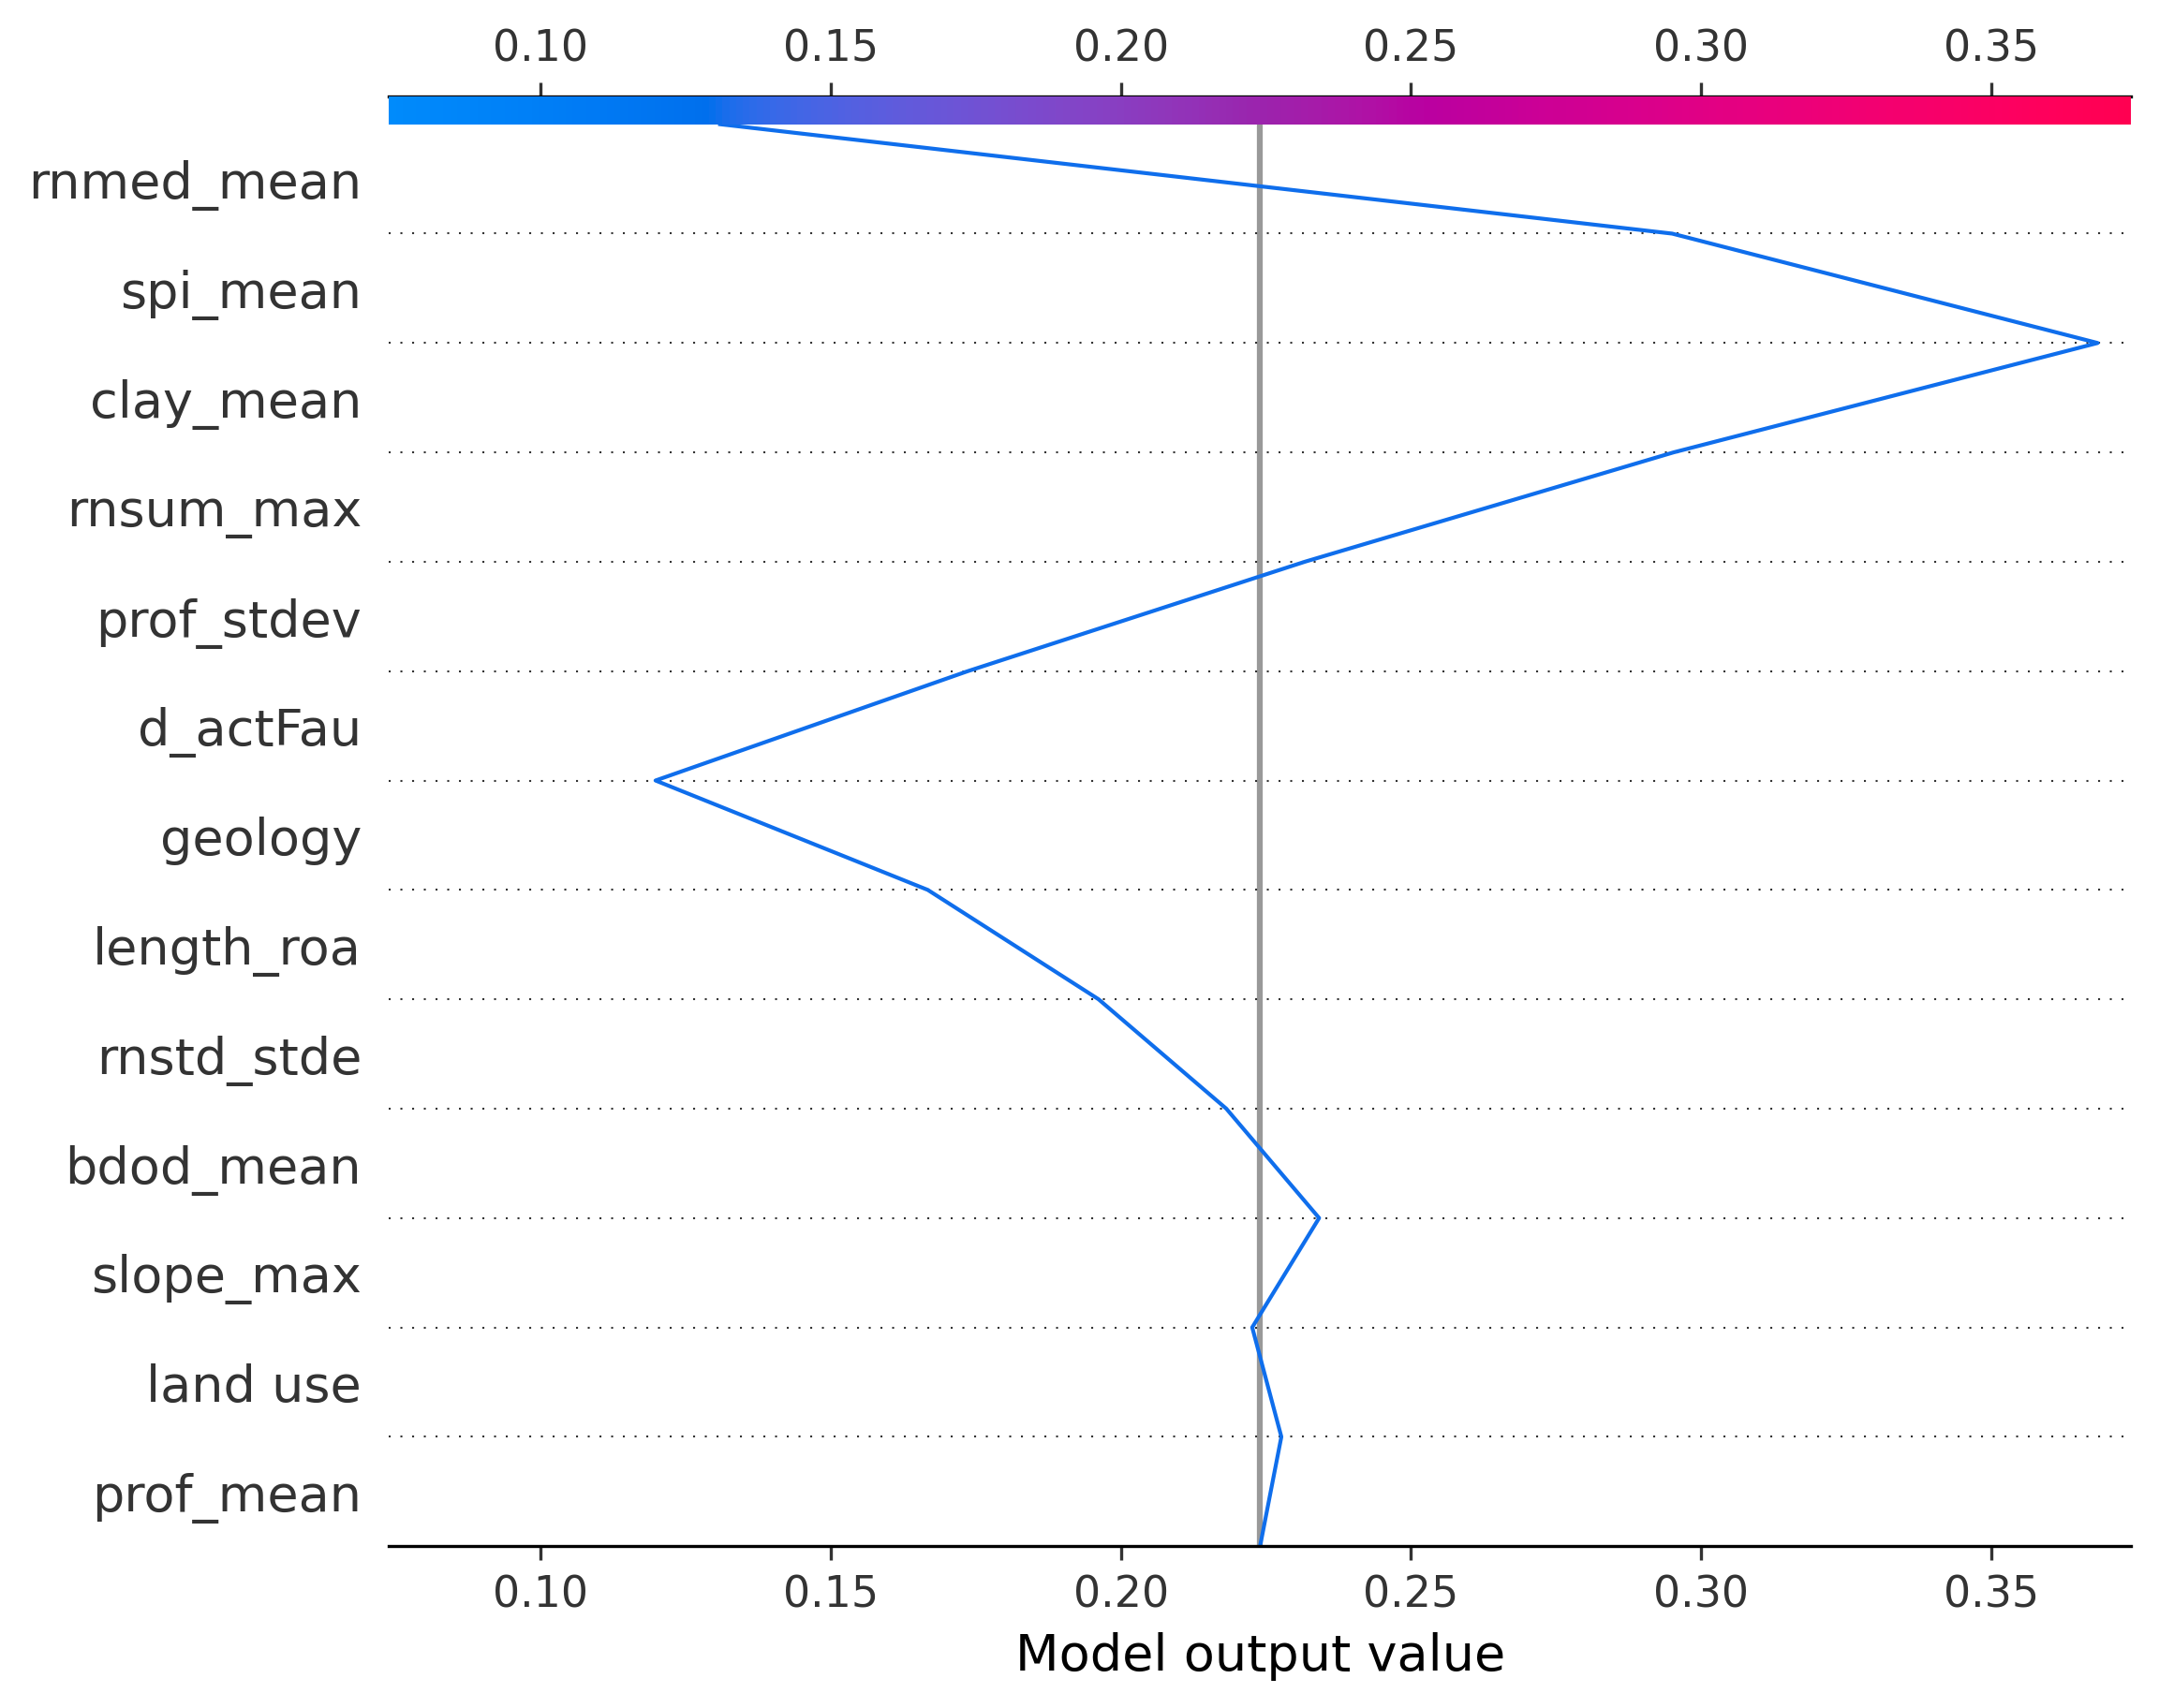 0.10 0.15 0.20 0.25 0.30 0.35
rnmed_mean
spi_mean
clay_mean
rnsum_max
prof_stdev
d_actFau
geology
length_roa
rnstd_stde
bdod_mean
slope_max
land use
prof_mean
0.10 0.15 0.20 0.25 0.30 0.35
Model output value